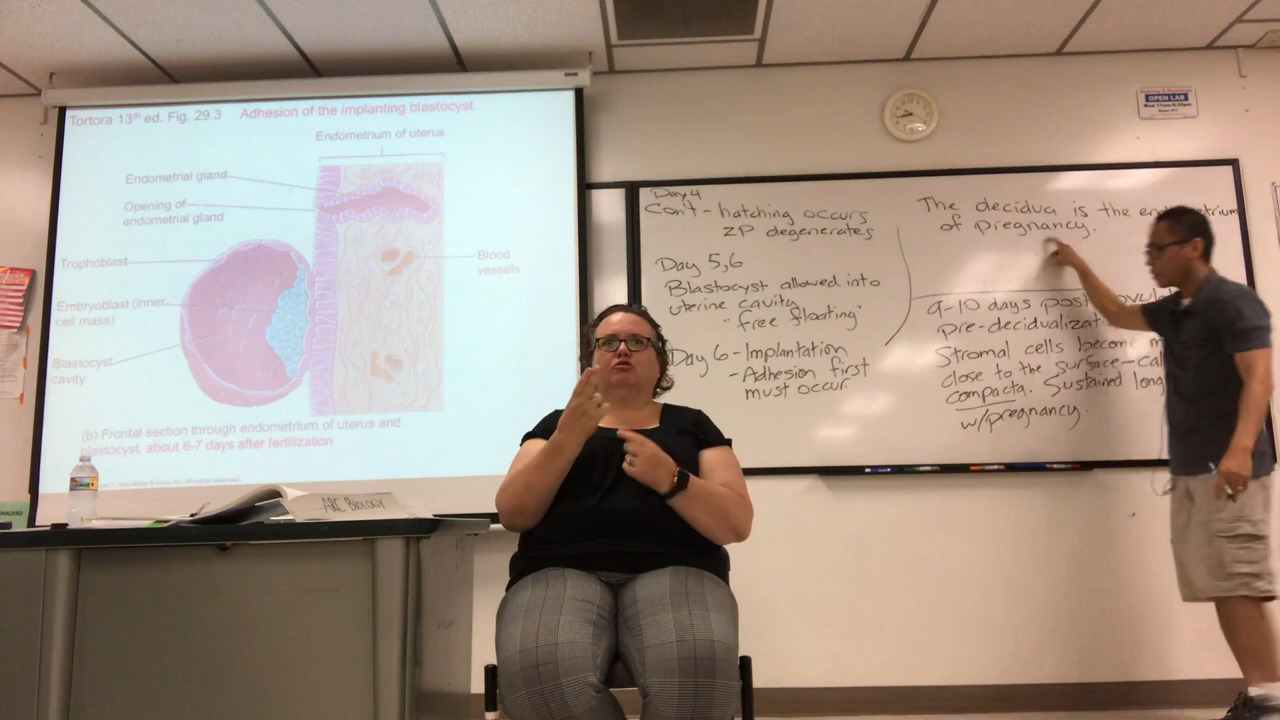 Tortora 13th ed. Fig. 29.3 Adhesion of the implanting blastocyst.
Endometrium of uterus
Endometrial gland
Opening of
endometrial gland
Trophoblast
Blood
vessels
Embryoblast (inner
cell mass)
Blastocyst
cavity
(b) Frontal section through endometrium of uterus and
blastocyst, about 6-7 days after fertilization
ARC BIOLOGY
Day 4
Cont - hatching occurs
ZP degenerates
Day 5,6
Blastocyst allowed into
uterine cavity
"free floating"
Day 6 - Implantation
- Adhesion first
must occur.
The decidua is the endometrium
of pregnancy.
9-10 days post ovul
pre-decidualizat
Stromal cells become m
close to the surface - cal
compacta. Sustained long
w/pregnancy.
OPEN LAB